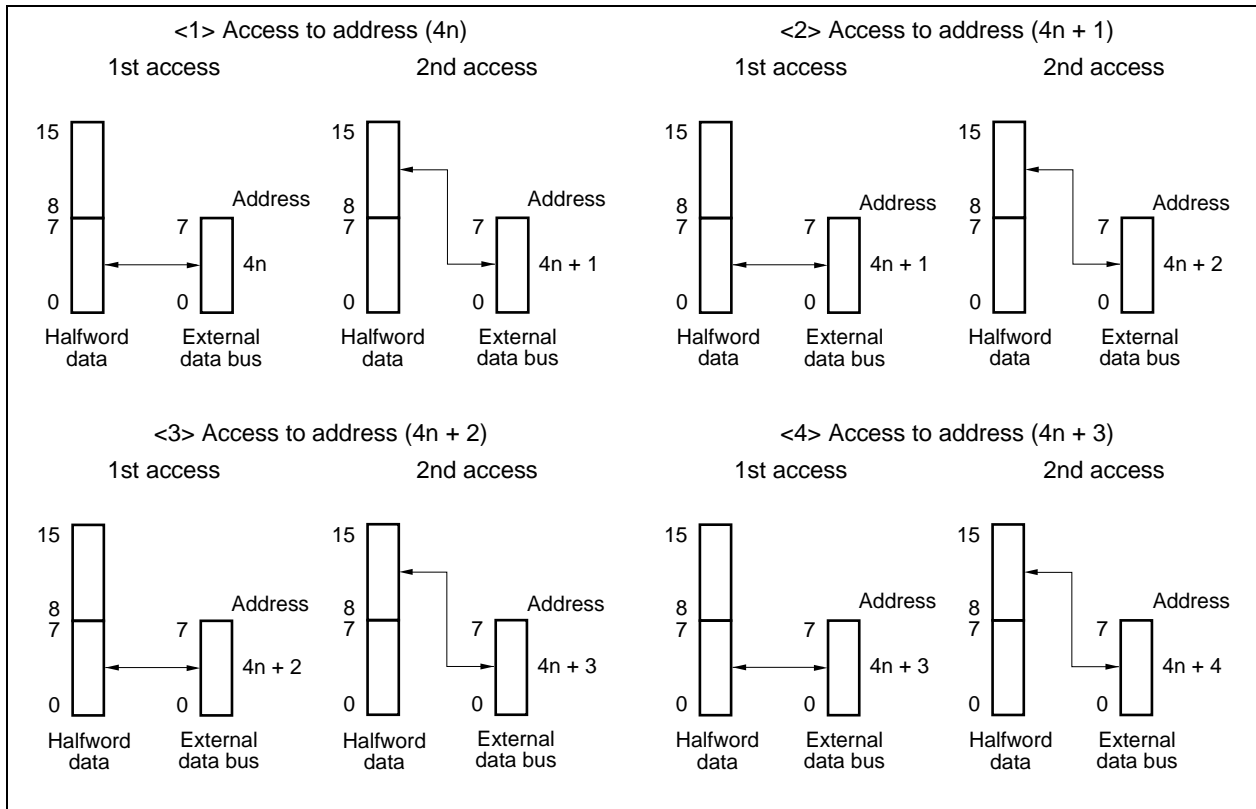 <1> Access to address (4n)
1st access
2nd access
15
8
7
0
Address
7
4n
0
Halfword
data
External
data bus
15
8
7
0
Address
7
4n + 1
0
Halfword
data
External
data bus
<2> Access to address (4n + 1)
1st access
2nd access
15
8
7
0
Address
7
4n + 1
0
Halfword
data
External
data bus
15
8
7
0
Address
7
4n + 2
0
Halfword
data
External
data bus
<3> Access to address (4n + 2)
1st access
2nd access
15
8
7
0
Address
7
4n + 2
0
Halfword
data
External
data bus
15
8
7
0
Address
7
4n + 3
0
Halfword
data
External
data bus
<4> Access to address (4n + 3)
1st access
2nd access
15
8
7
0
Address
7
4n + 3
0
Halfword
data
External
data bus
15
8
7
0
Address
7
4n + 4
0
Halfword
data
External
data bus